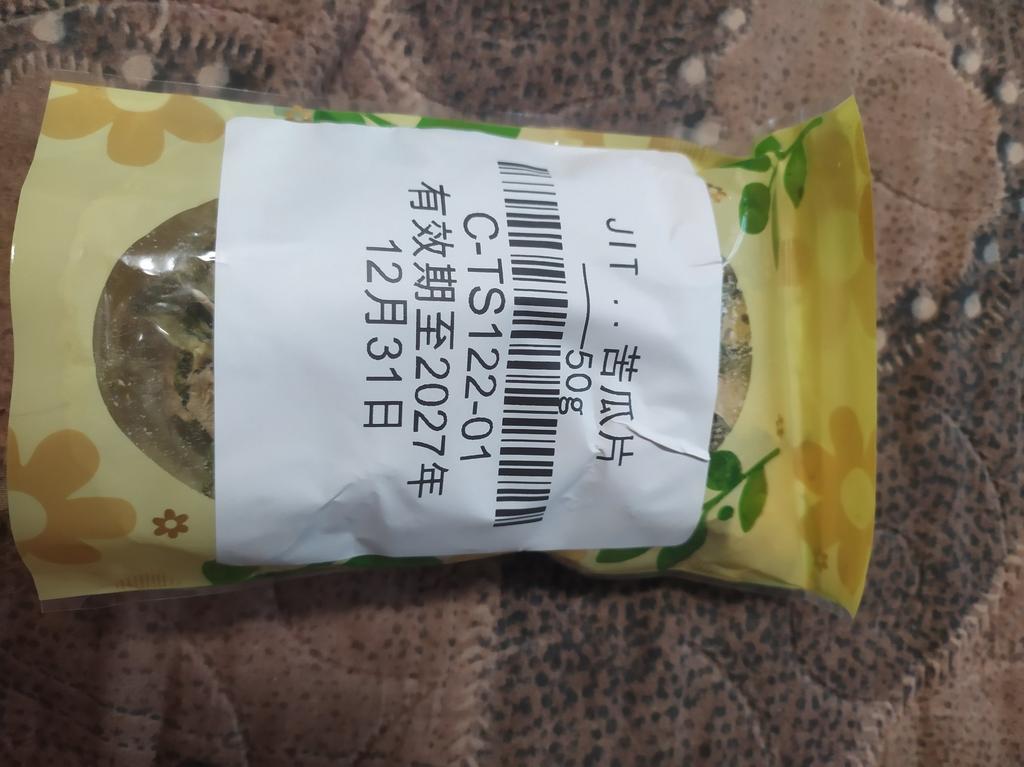 JIT . . 苦瓜片
50g
C-TS122-01
有效期至2027年
12月31日